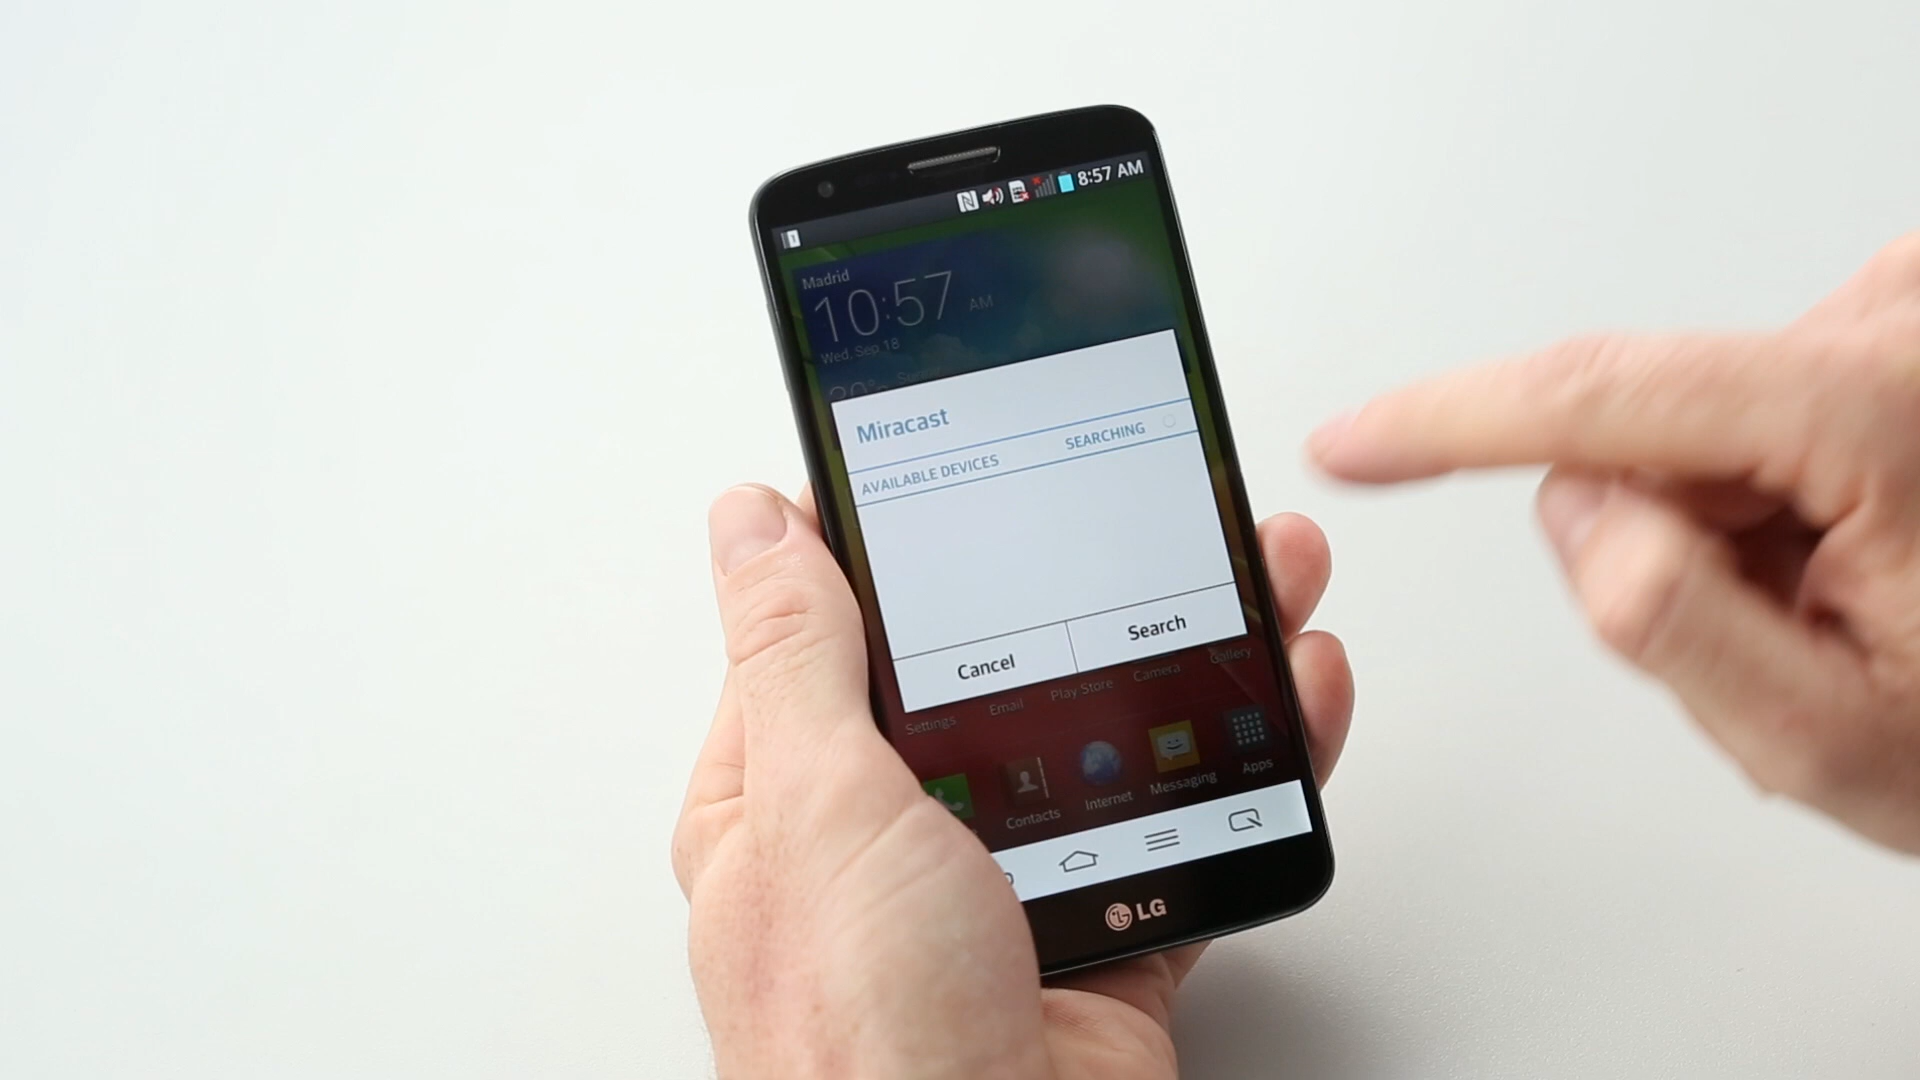 8:57 AM
Madrid
10:57 AM
Wed, Sep 18
Miracast
SEARCHING
AVAILABLE DEVICES
Cancel
Search
Settings
Email
Play Store
Camera
Gallery
Contacts
Internet
Messaging
Apps
LG